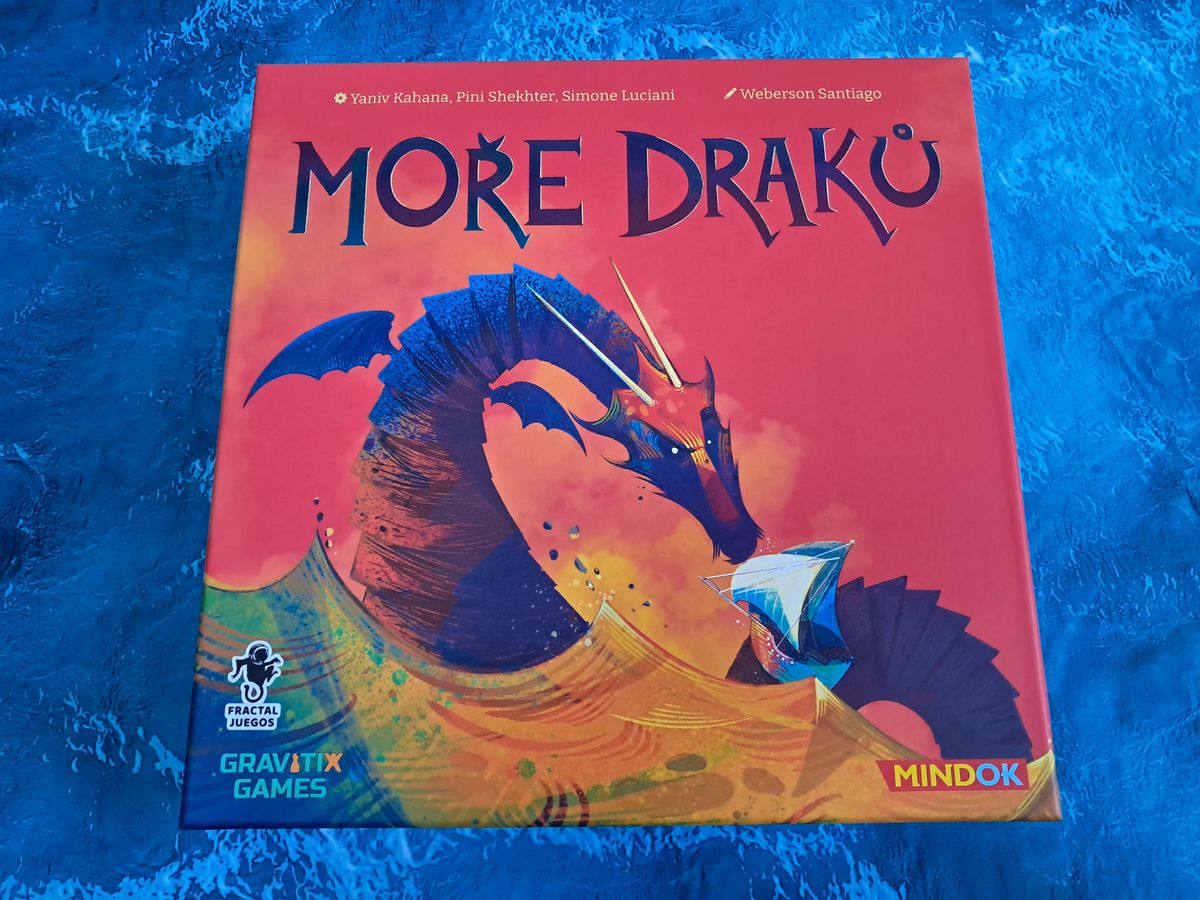 Yaniv Kahana, Pini Shekhter, Simone Luciani
Weberson Santiago
MOŘE DRAKŮ
FRACTAL
JUEGOS
GRAVITIX
GAMES
MINDOK